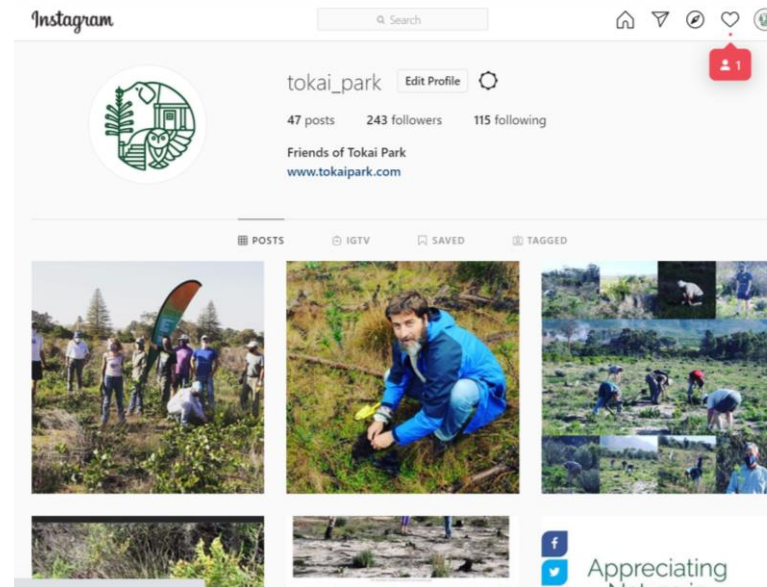 Instagram
Search
tokai_park Edit Profile
1
47 posts 243 followers 115 following
Friends of Tokai Park
www.tokaipark.com
POSTS IGTV SAVED TAGGED
Appreciating